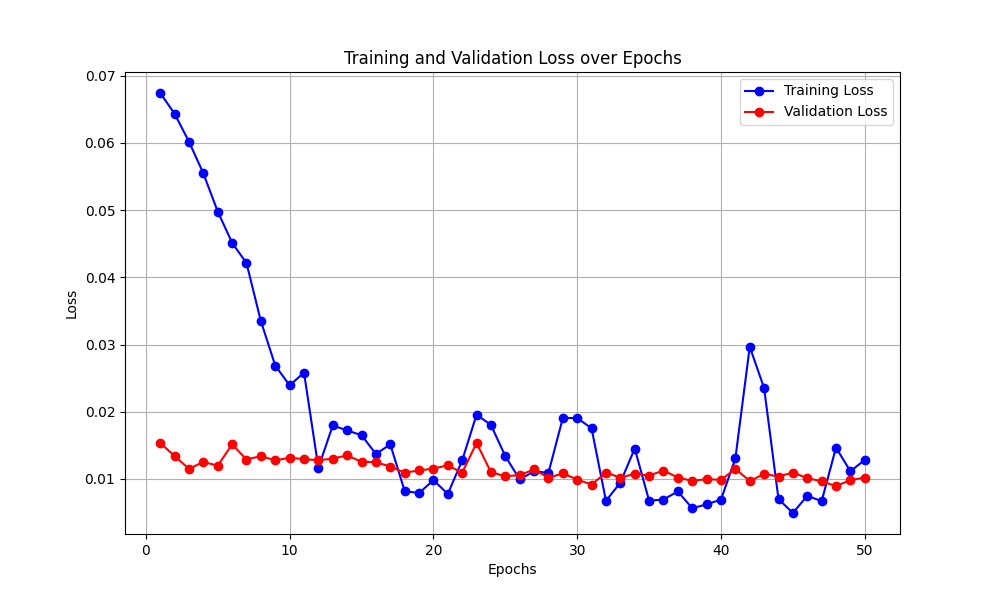 Training and Validation Loss over Epochs
Training Loss
Validation Loss
0.07
0.06
0.05
0.04
0.03
0.02
0.01
Loss
0 10 20 30 40 50
Epochs